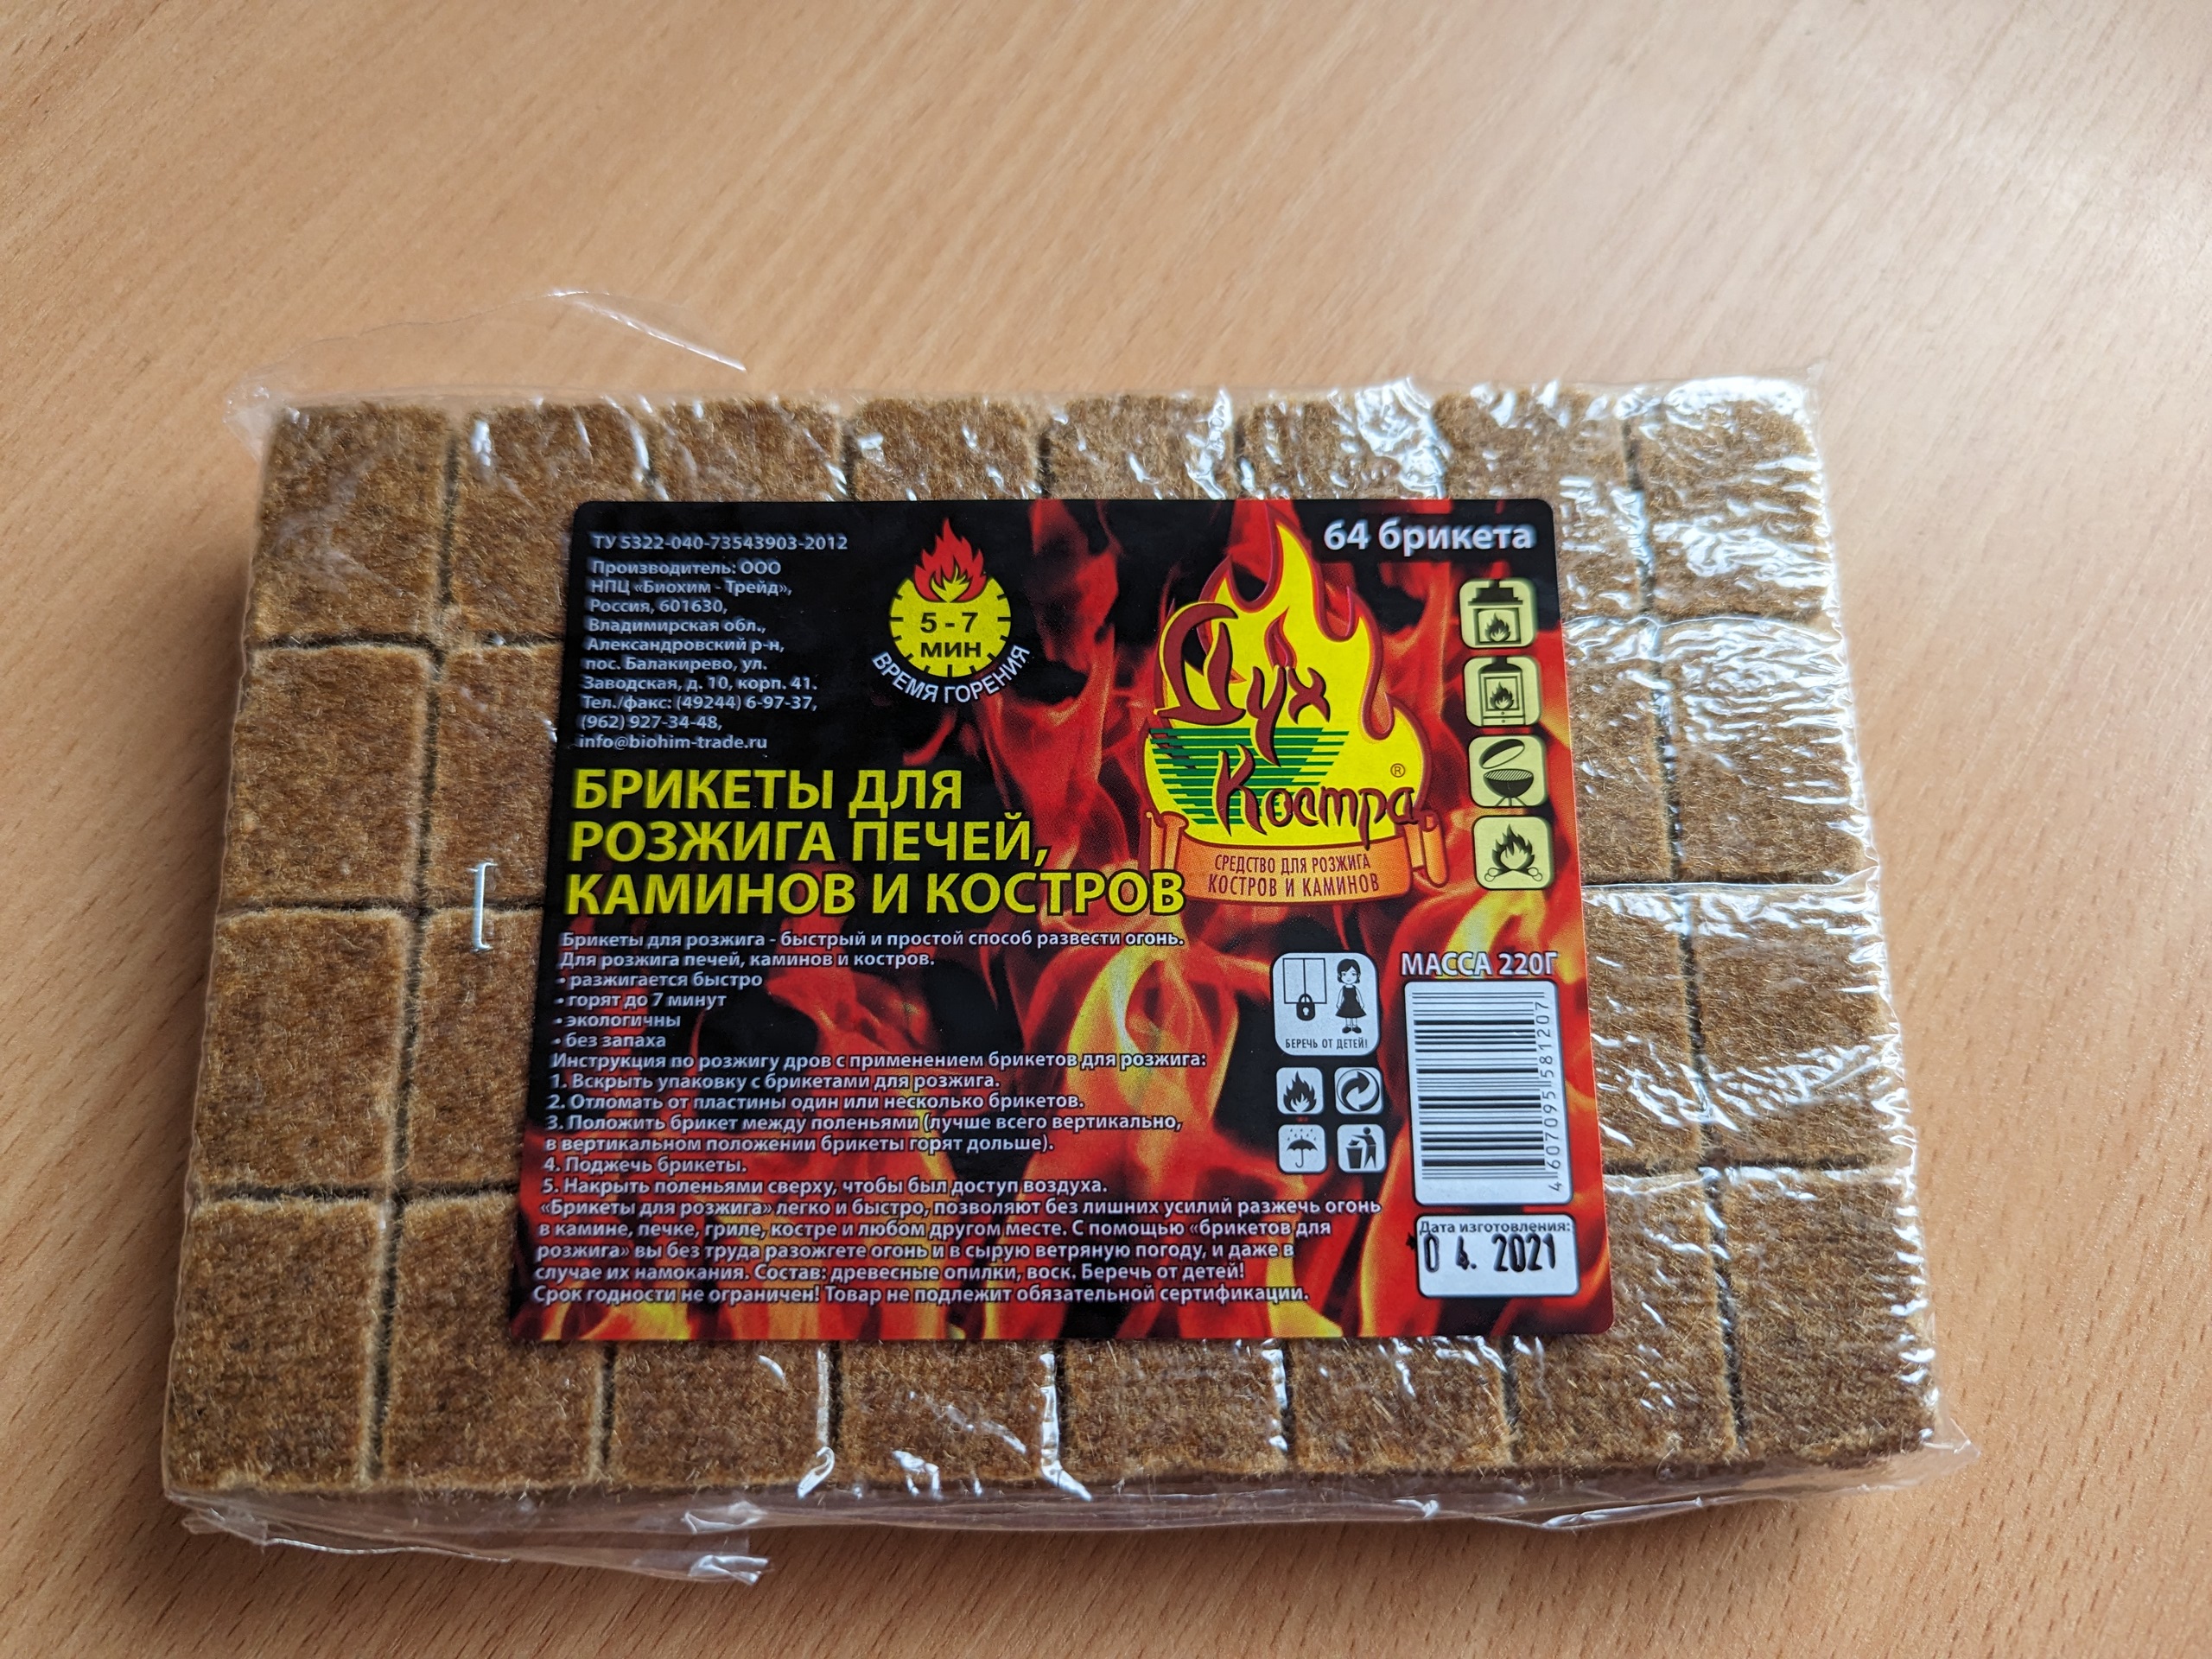 ТУ 5322-040-73543903-2012
Производитель: ООО
НПЦ «Биохим - Трейд»,
Россия, 601630,
Владимирская обл.,
Александровский р-н,
пос. Балакирево, ул.
Заводская, д. 10, корп. 41.
Тел./факс: (49244) 6-97-37,
(962) 927-34-48,
info@biohim-trade.ru
5 - 7
МИН
ВРЕМЯ ГОРЕНИЯ
64 брикета
Дух
Костра ®
СРЕДСТВО ДЛЯ РОЗЖИГА
КОСТРОВ И КАМИНОВ
БРИКЕТЫ ДЛЯ
РОЗЖИГА ПЕЧЕЙ,
КАМИНОВ И КОСТРОВ
Брикеты для розжига - быстрый и простой способ развести огонь.
Для розжига печей, каминов и костров.
• разжигается быстро
• горят до 7 минут
• экологичны
• без запаха
Инструкция по розжигу дров с применением брикетов для розжига:
1. Вскрыть упаковку с брикетами для розжига.
2. Отломать от пластины один или несколько брикетов.
3. Положить брикет между поленьями (лучше всего вертикально,
в вертикальном положении брикеты горят дольше).
4. Поджечь брикеты.
5. Накрыть поленьями сверху, чтобы был доступ воздуха.
«Брикеты для розжига» легко и быстро, позволяют без лишних усилий разжечь огонь
в камине, печке, гриле, костре и любом другом месте. С помощью «брикетов для
розжига» вы без труда разожгете огонь и в сырую ветряную погоду, и даже в
случае их намокания. Состав: древесные опилки, воск. Беречь от детей!
Срок годности не ограничен! Товар не подлежит обязательной сертификации.
БЕРЕЧЬ ОТ ДЕТЕЙ!
МАССА 220Г
4 607095 581207
Дата изготовления:
0 4. 2021